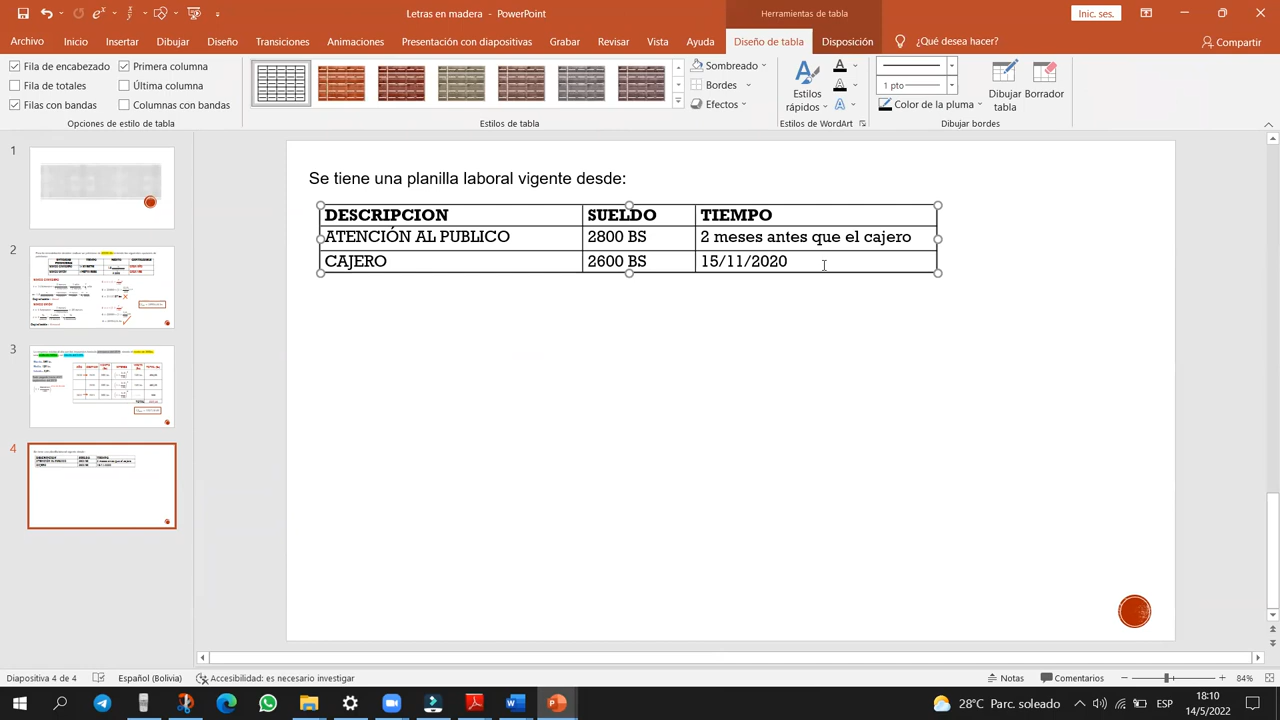 Letras en madera - PowerPoint
Herramientas de tabla
Inic. ses.
Archivo Inicio Insertar Dibujar Diseño Transiciones Animaciones Presentación con diapositivas Grabar Revisar Vista Ayuda Diseño de tabla Disposición ¿Qué desea hacer? Compartir
Fila de encabezado Primera columna
Fila de totales Última columna
Filas con bandas Columns con bandas
Opciones de estilo de tabla
Estilos de tabla
Sombreado
Bordes
Efectos
Estilos rápidos
Estilos de WordArt
1 pto
Color de la pluma
Dibujar tabla
Borrador
Dibujar bordes
1
2
3
4
Se tiene una planilla laboral vigente desde:
DESCRIPCION SUELDO TIEMPO
ATENCIÓN AL PUBLICO 2800 BS 2 meses antes que el cajero
CAJERO 2600 BS 15/11/2020
Diapositiva 4 de 4 Español (Bolivia) Accesibilidad: es necesario investigar Notas Comentarios 84%
28°C Parc. soleado ESP 18:10
14/5/2022